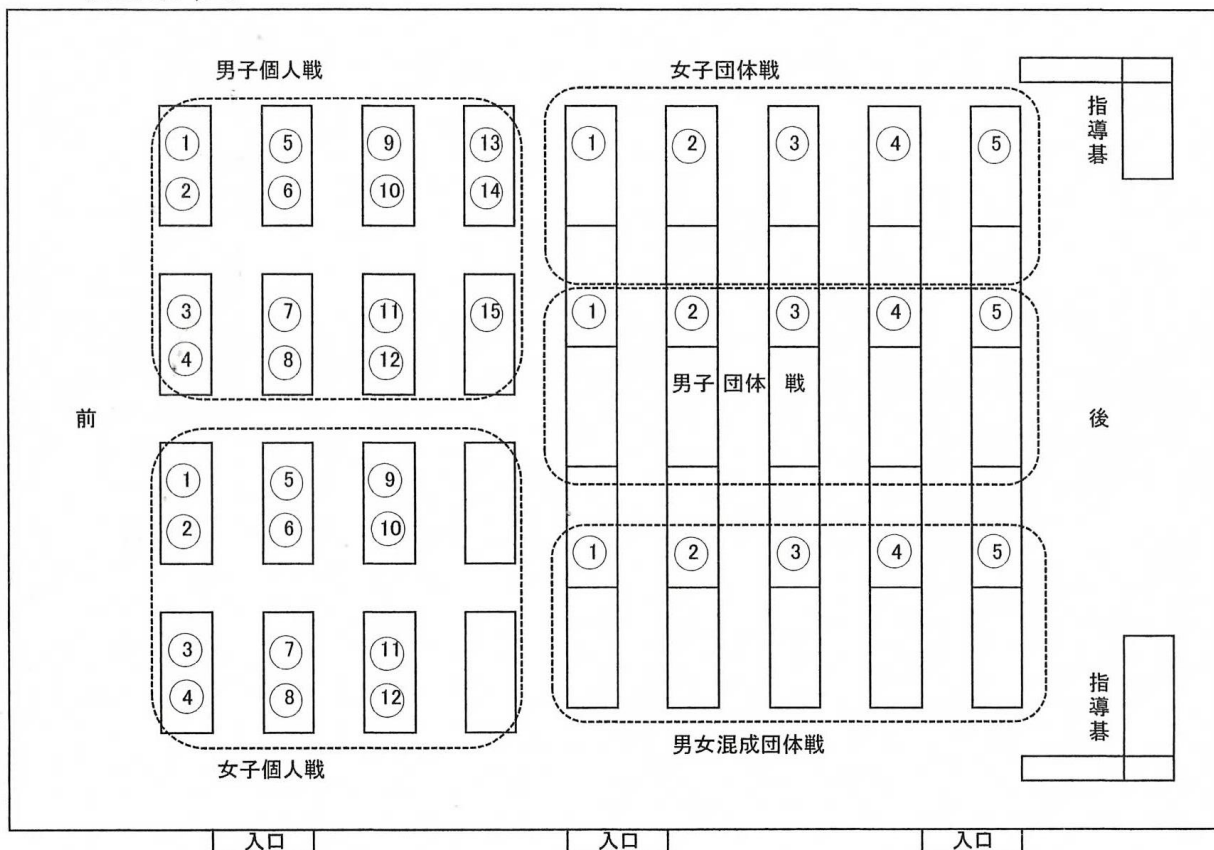 男子個人戦
① ⑤ ⑨ ⑬
② ⑥ ⑩ ⑭
③ ⑦ ⑪ ⑮
④ ⑧ ⑫
女子団体戦
① ② ③ ④ ⑤
指導碁
① ② ③ ④ ⑤
男子団体戦
前
後
① ⑤ ⑨
② ⑥ ⑩
③ ⑦ ⑪
④ ⑧ ⑫
女子個人戦
① ② ③ ④ ⑤
男女混成団体戦
指導碁
入口 入口 入口